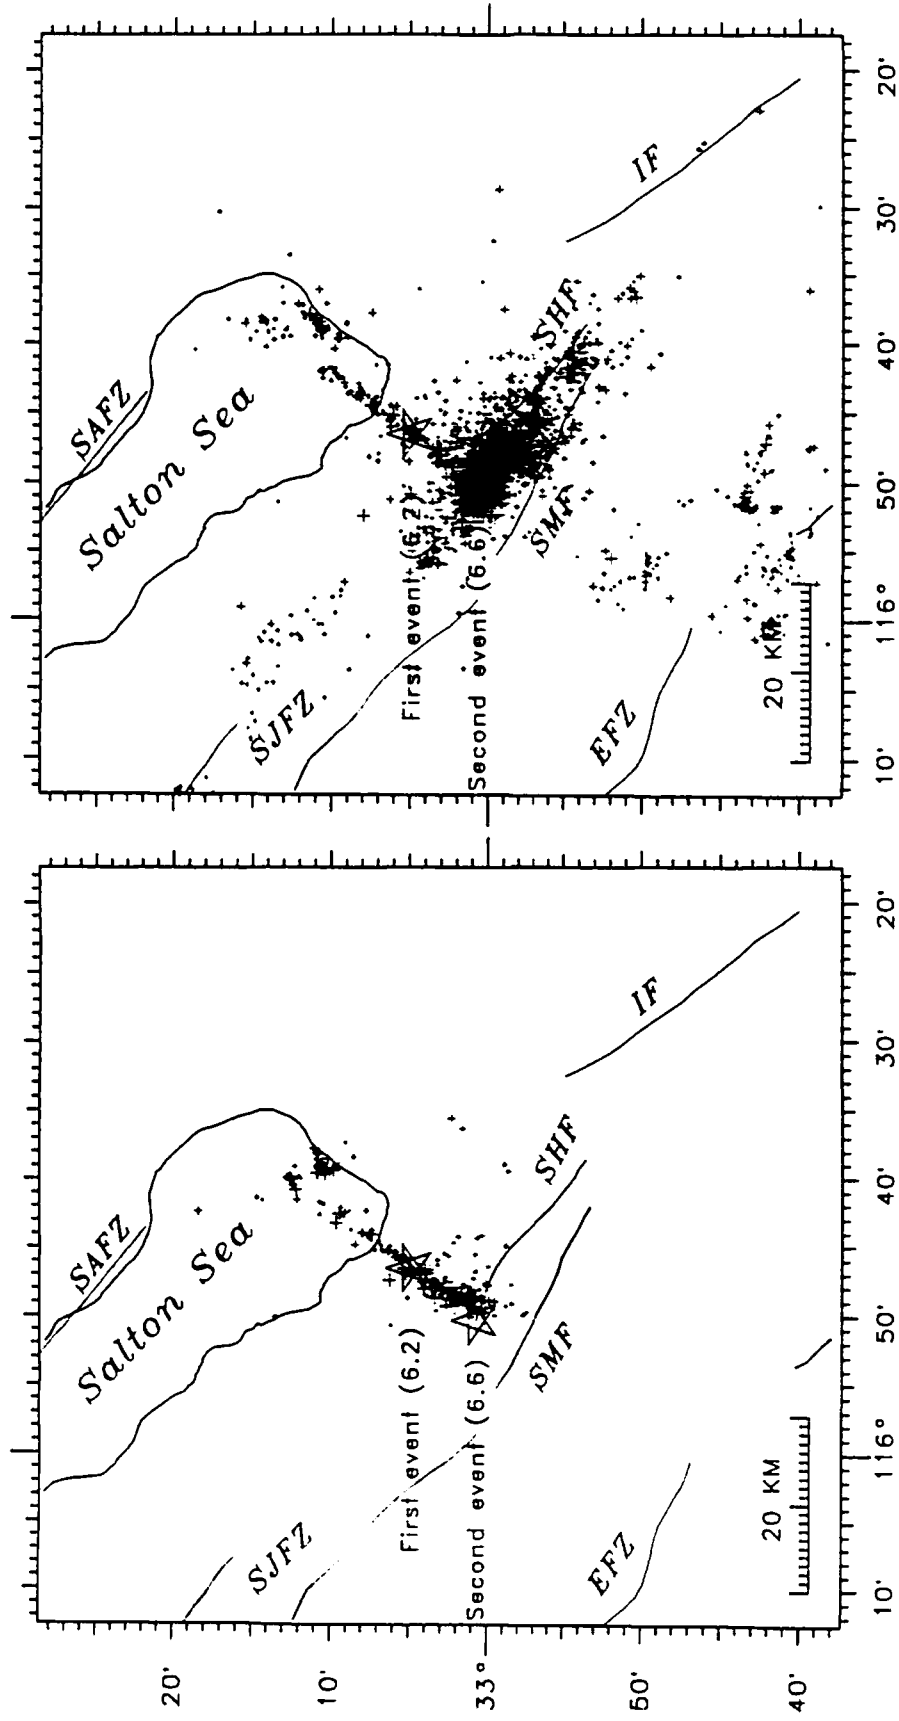 20'
10'
33°
50'
40'
SAFZ
Salton Sea
SJFZ
First event (6.2)
Second event (6.6)
SHF
SMF
IF
EFZ
20 KM
10'
116°
50'
40'
30'
20'
SAFZ
Salton Sea
SJFZ
First event (6.2)
Second event (6.6)
SHF
SMF
IF
EFZ
20 KM
10'
116°
50'
40'
30'
20'